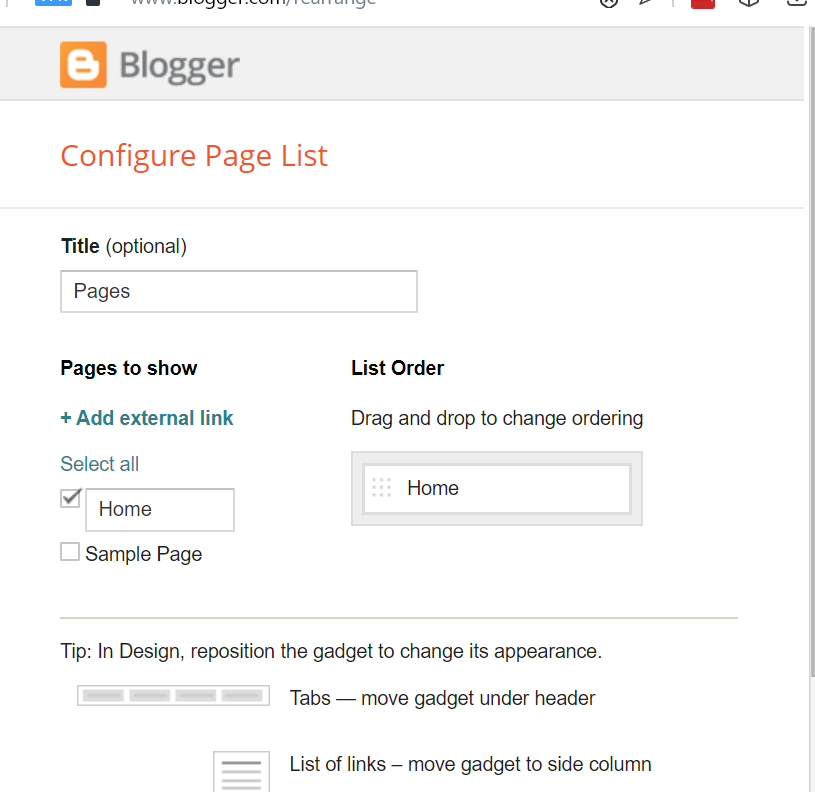 www.blogger.com/rearrange
Blogger
Configure Page List
Title (optional)
Pages
Pages to show
List Order
+ Add external link
Drag and drop to change ordering
Select all
Home
Home
Sample Page
Tip: In Design, reposition the gadget to change its appearance.
Tabs — move gadget under header
List of links – move gadget to side column